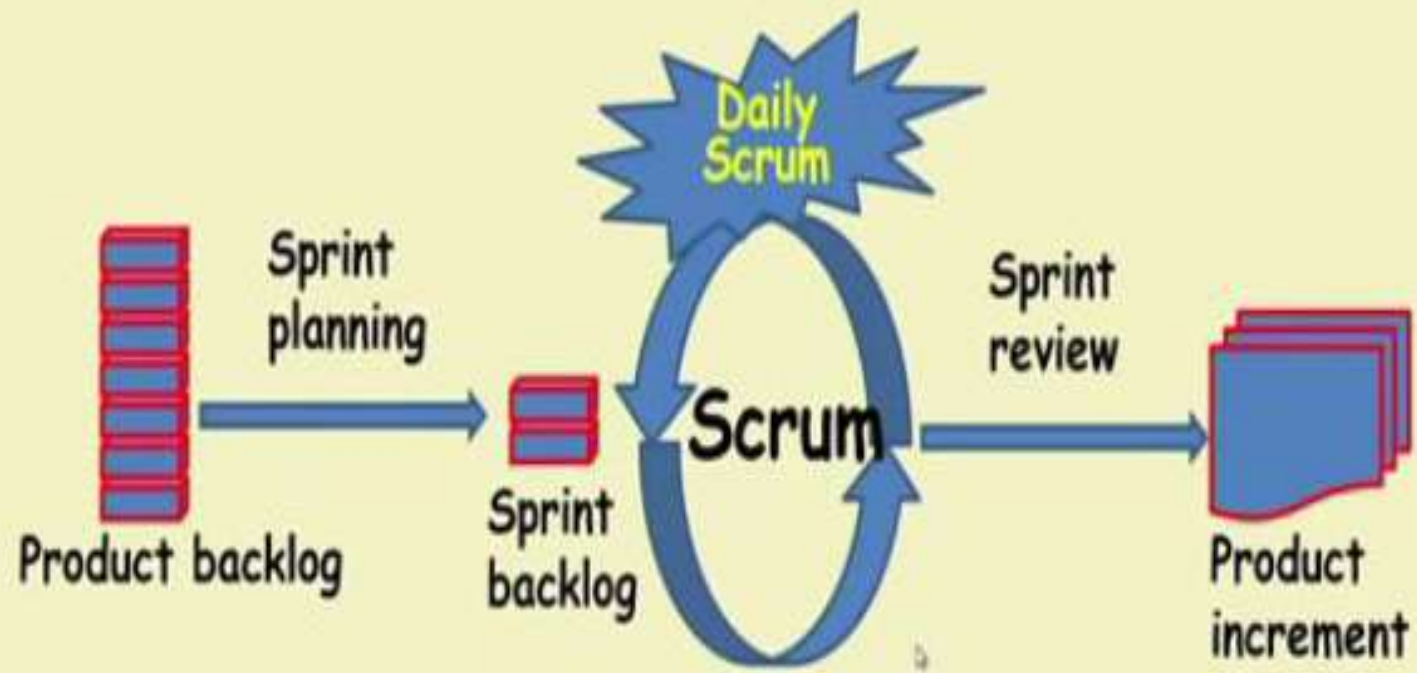 Daily
Scrum
Sprint
planning
Sprint
review
Scrum
Product backlog
Sprint
backlog
Product
increment